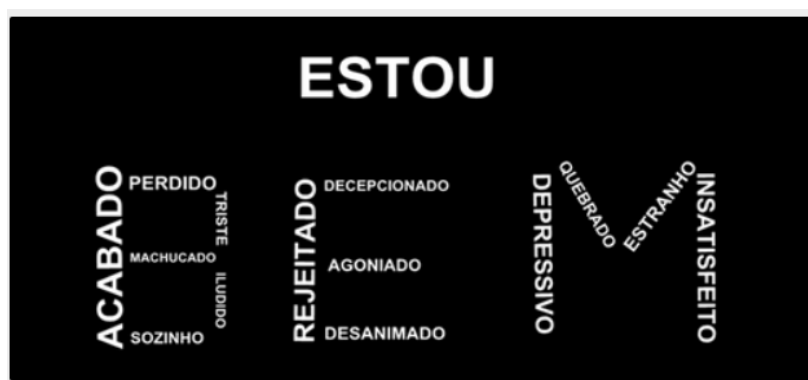 ESTOU
ACABADO
PERDIDO
TRISTE
MACHUCADO
ILUDIDO
SOZINHO
REJEITADO
DECEPCIONADO
AGONIADO
DESANIMADO
DEPRESSIVO
QUEBRADO
ESTRANHO
INSATISFEITO